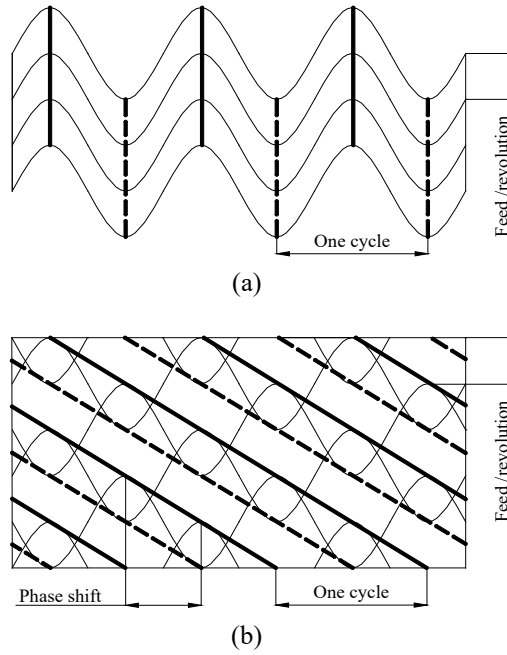 Feed /revolution
One cycle
(a)
Feed /revolution
Phase shift
One cycle
(b)